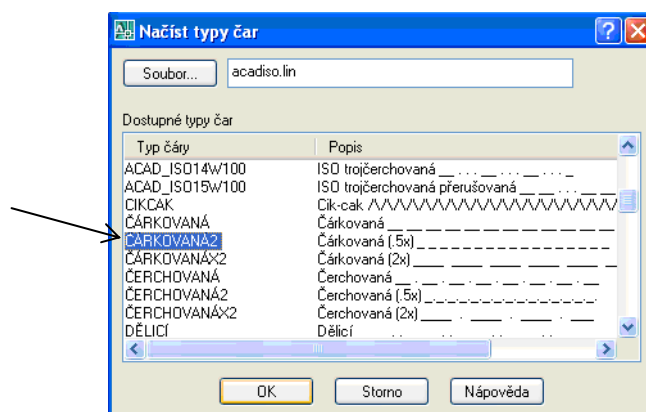 Načíst typy čar
Soubor... acadiso.lin
Dostupné typy čar
Typ čáry Popis
ACAD_ISO14W100 ISO trojčerchovaná __ . . . __ . . . __ . . . _
ACAD_ISO15W100 ISO trojčerchovaná přerušovaná __ __ . . . __ __
CIKCAK Cik-cak /\/\/\/\/\/\/\/\/\/\/\/\/\/\/\/\/\/\/\/\/
ČÁRKOVANÁ Čárkovaná __ __ __ __ __ __ __ __ __ __ __
ČÁRKOVANÁ2 Čárkovaná (.5x) _ _ _ _ _ _ _ _ _ _ _ _ _ _ _
ČÁRKOVANÁX2 Čárkovaná (2x) ____ ____ ____ ____ ____ _
ČERCHOVANÁ Čerchovaná __ . __ . __ . __ . __ . __ . __
ČERCHOVANÁ2 Čerchovaná (.5x) _._._._._._._._._._._._._.
ČERCHOVANÁX2 Čerchovaná (2x) ____ . ____ . ____ . ____
DĚLICÍ Dělicí
OK Storno Nápověda